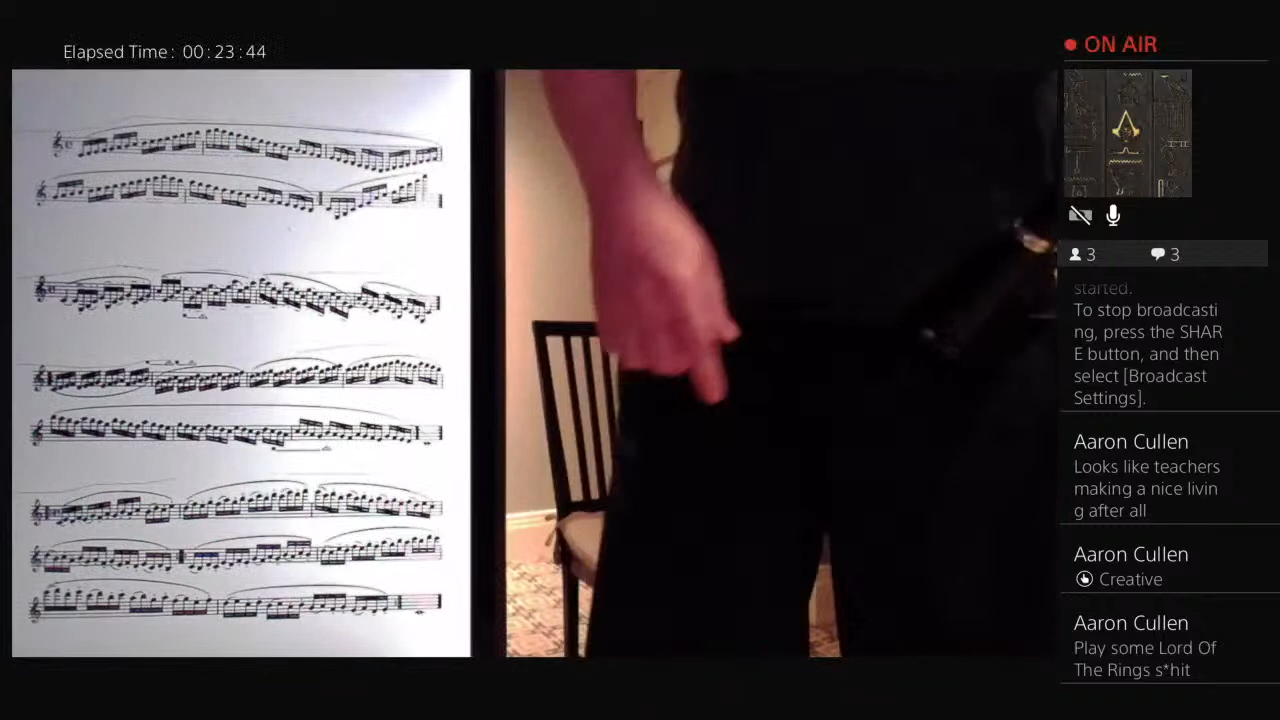 Elapsed Time: 00:23:44
ON AIR
3
3
started.
To stop broadcasti
ng, press the SHAR
E button, and then
select [Broadcast
Settings].
Aaron Cullen
Looks like teachers
making a nice livin
g after all
Aaron Cullen
Creative
Aaron Cullen
Play some Lord Of
The Rings s*hit